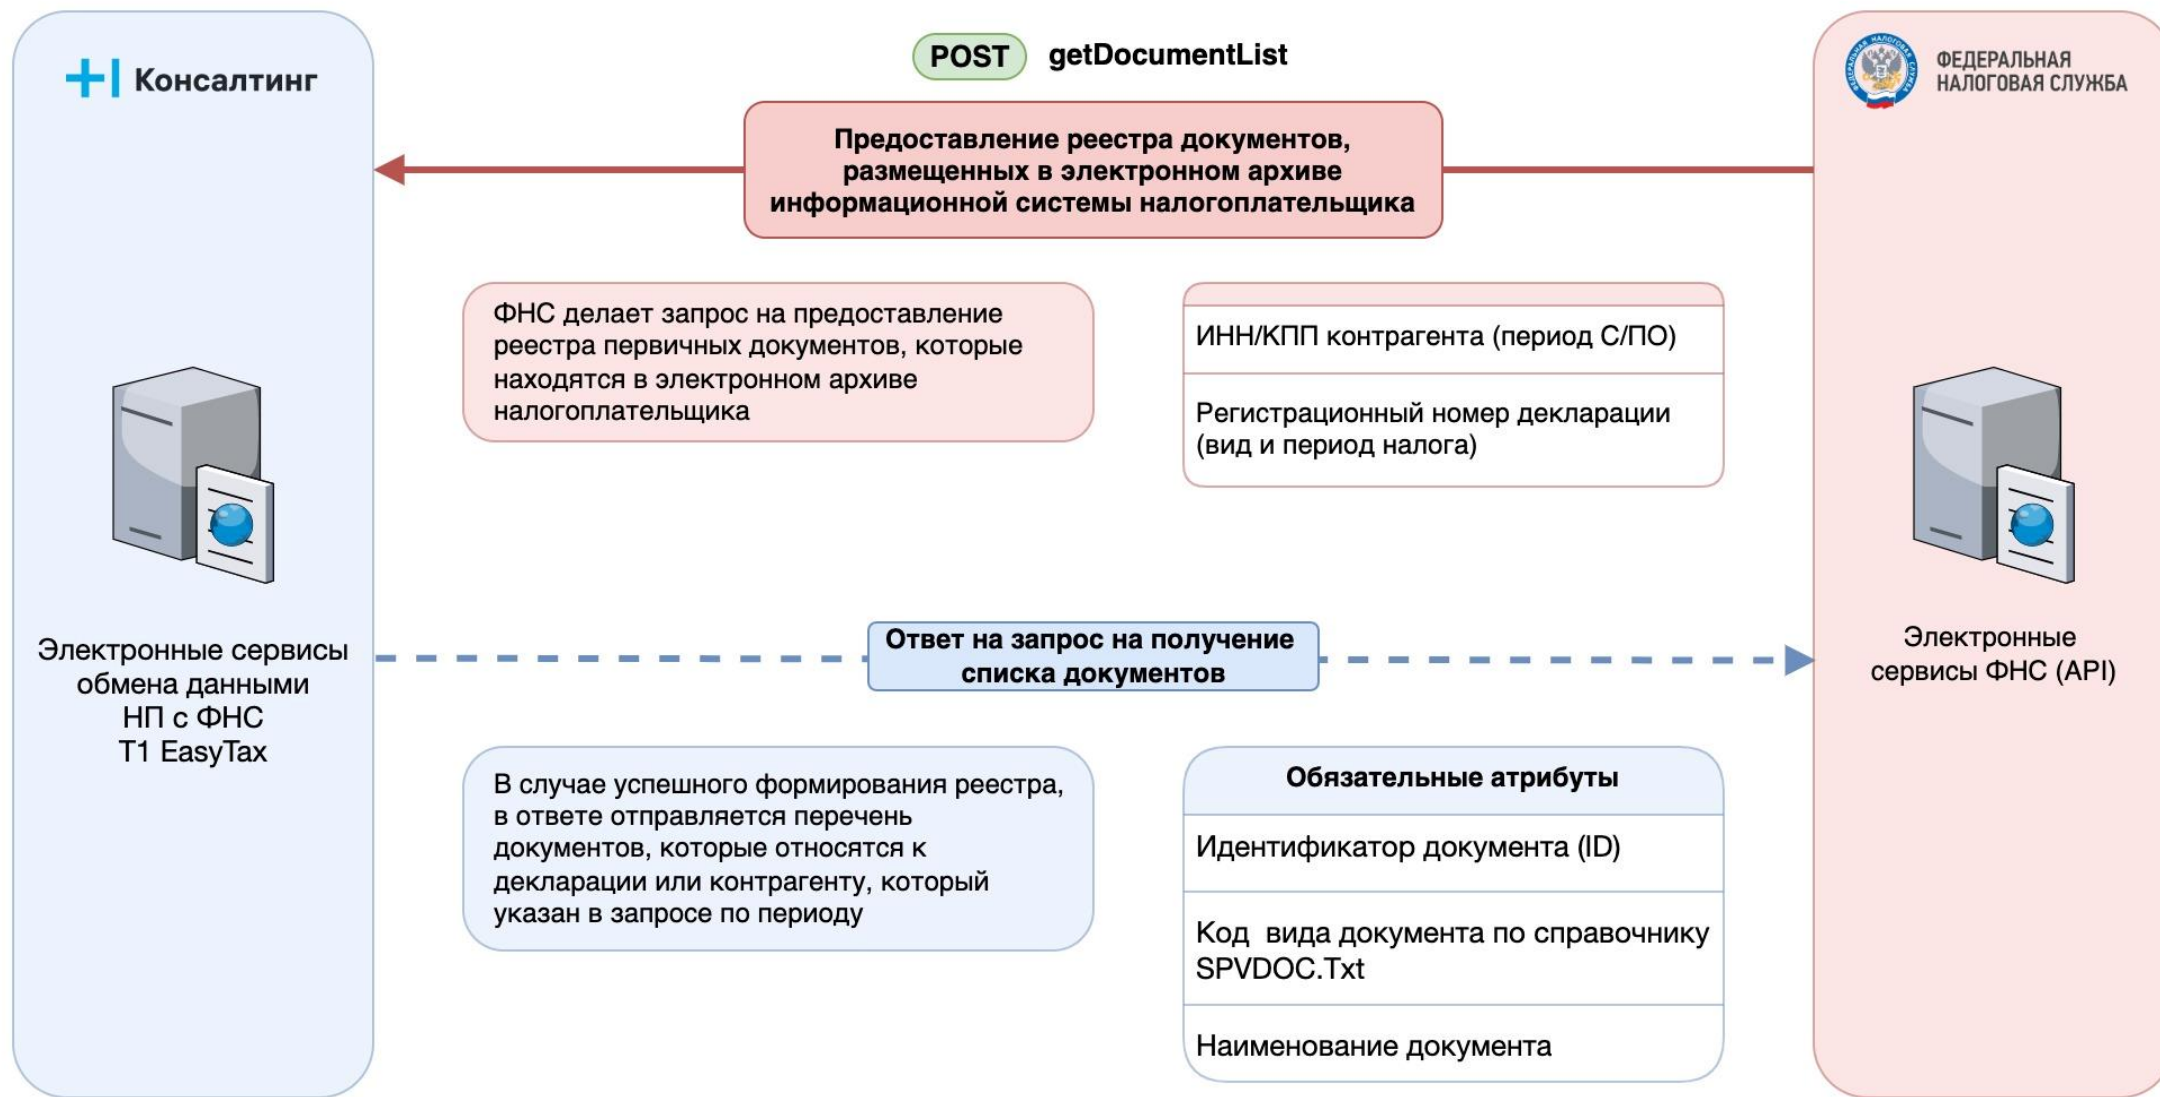 Консалтинг
Электронные сервисы
обмена данными
НП с ФНС
T1 EasyTax
POST getDocumentList
Предоставление реестра документов,
размещенных в электронном архиве
информационной системы налогоплательщика
ФНС делает запрос на предоставление
реестра первичных документов, которые
находятся в электронном архиве
налогоплательщика
ИНН/КПП контрагента (период С/ПО)
Регистрационный номер декларации
(вид и период налога)
Ответ на запрос на получение
списка документов
В случае успешного формирования реестра,
в ответе отправляется перечень
документов, которые относятся к
декларации или контрагенту, который
указан в запросе по периоду
Обязательные атрибуты
Идентификатор документа (ID)
Код вида документа по справочнику
SPVDOC.Txt
Наименование документа
ФЕДЕРАЛЬНАЯ НАЛОГОВАЯ СЛУЖБА
ФЕДЕРАЛЬНАЯ
НАЛОГОВАЯ СЛУЖБА
Электронные
сервисы ФНС (API)